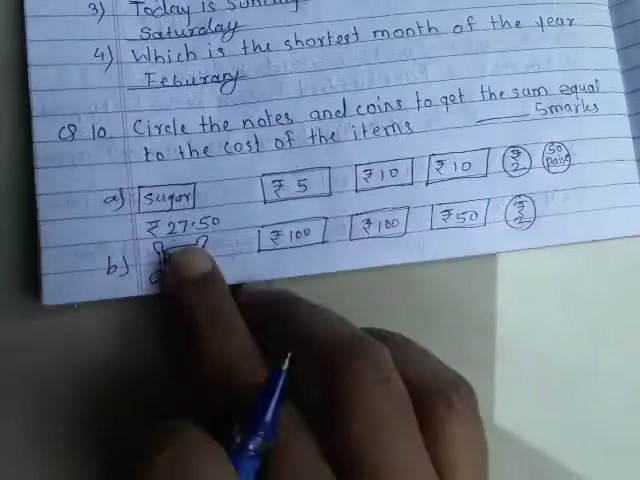 3) Today is Sunday
Saturday
4) Which is the shortest month of the year
Feburary
Q 10. Circle the notes and coins to get the sum equal
to the cost of the items ___ 5marks
a) Sugar ₹ 5 ₹10 ₹10 ₹ 2 50 paise
₹ 27.50
b) ₹ 100 ₹100 ₹50 ₹ 2